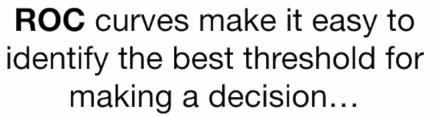 ROC curves make it easy to
identify the best threshold for
making a decision...